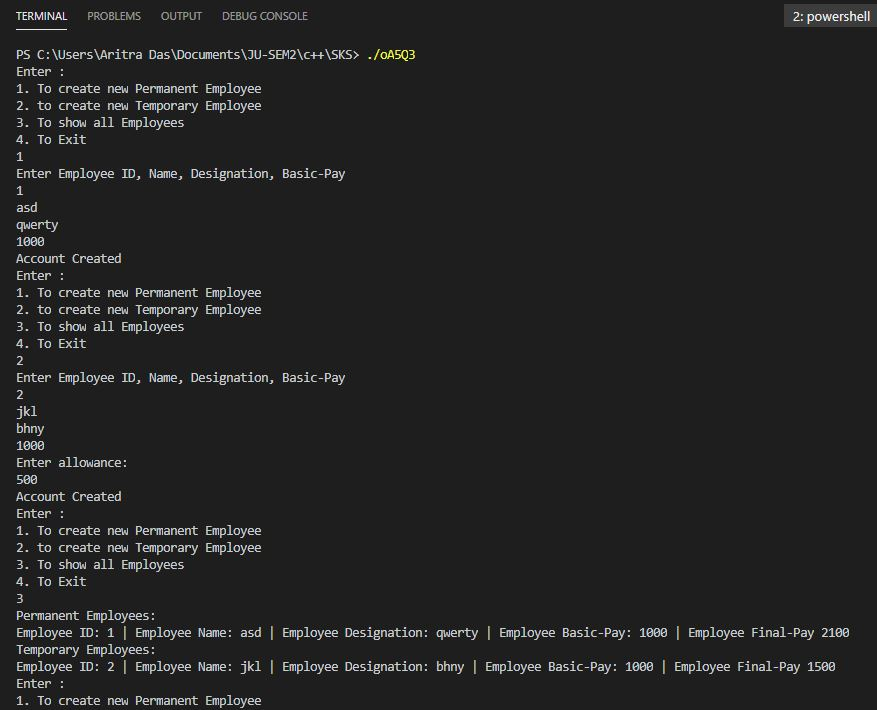 TERMINAL PROBLEMS OUTPUT DEBUG CONSOLE 2: powershell
PS C:\Users\Aritra Das\Documents\JU-SEM2\c++\SKS> ./oA5Q3
Enter :
1. To create new Permanent Employee
2. to create new Temporary Employee
3. To show all Employees
4. To Exit
1
Enter Employee ID, Name, Designation, Basic-Pay
1
asd
qwerty
1000
Account Created
Enter :
1. To create new Permanent Employee
2. to create new Temporary Employee
3. To show all Employees
4. To Exit
2
Enter Employee ID, Name, Designation, Basic-Pay
2
jkl
bhny
1000
Enter allowance:
500
Account Created
Enter :
1. To create new Permanent Employee
2. to create new Temporary Employee
3. To show all Employees
4. To Exit
3
Permanent Employees:
Employee ID: 1 | Employee Name: asd | Employee Designation: qwerty | Employee Basic-Pay: 1000 | Employee Final-Pay 2100
Temporary Employees:
Employee ID: 2 | Employee Name: jkl | Employee Designation: bhny | Employee Basic-Pay: 1000 | Employee Final-Pay 1500
Enter :
1. To create new Permanent Employee